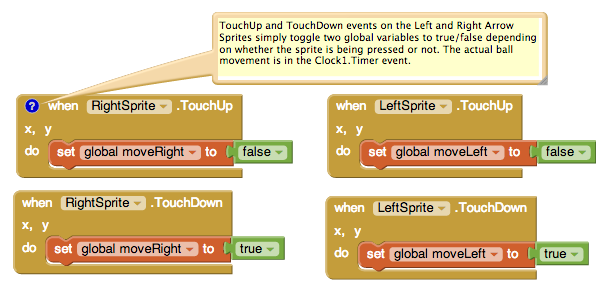 TouchUp and TouchDown events on the Left and Right Arrow
Sprites simply toggle two global variables to true/false depending
on whether the sprite is being pressed or not. The actual ball
movement is in the Clock1.Timer event.
? when RightSprite .TouchUp
x, y
do set global moveRight to false
when LeftSprite .TouchUp
x, y
do set global moveLeft to false
when RightSprite .TouchDown
x, y
do set global moveRight to true
when LeftSprite .TouchDown
x, y
do set global moveLeft to true